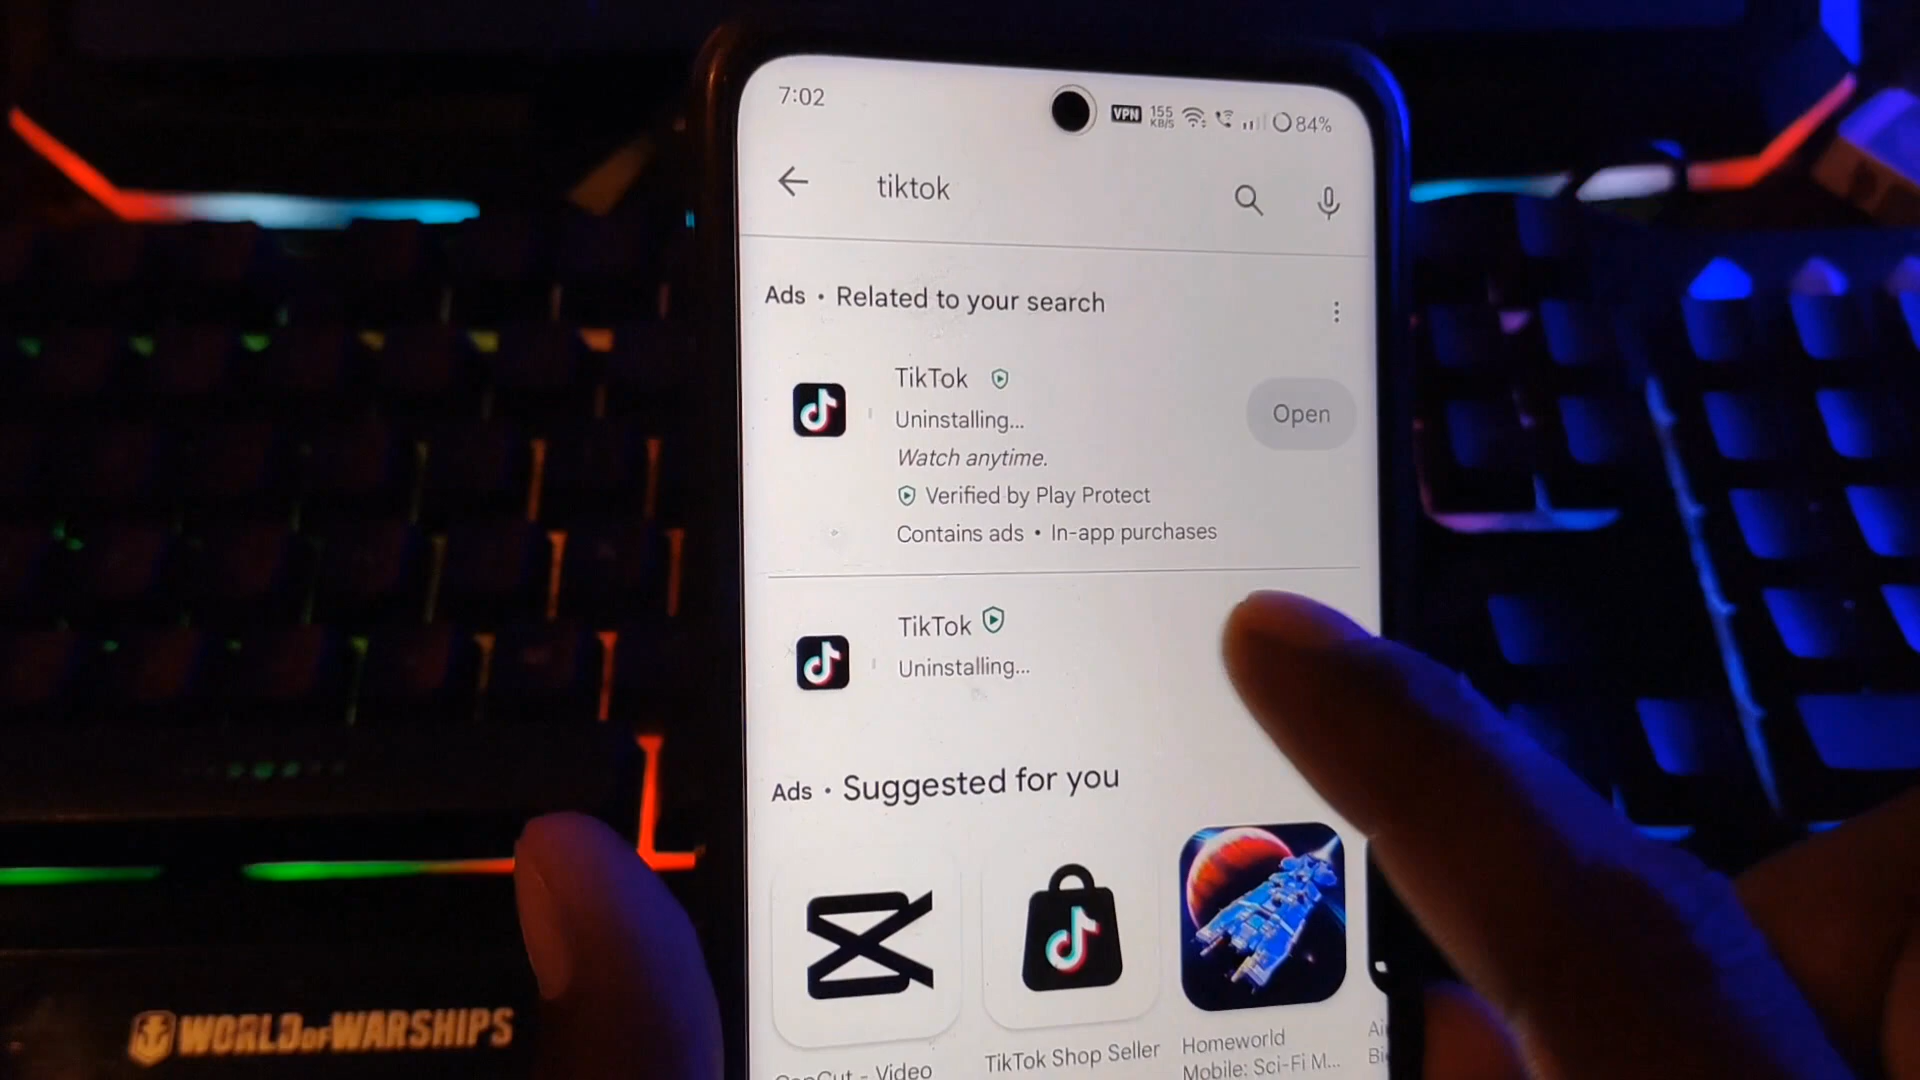 7:02
VPN 155 KB/S 84%
tiktok
Ads • Related to your search
TikTok
Uninstalling...
Open
Watch anytime.
Verified by Play Protect
Contains ads • In-app purchases
TikTok
Uninstalling...
Ads • Suggested for you
CapCut - Video
TikTok Shop Seller
Homeworld
Mobile: Sci-Fi M...
WORLD OF WARSHIPS